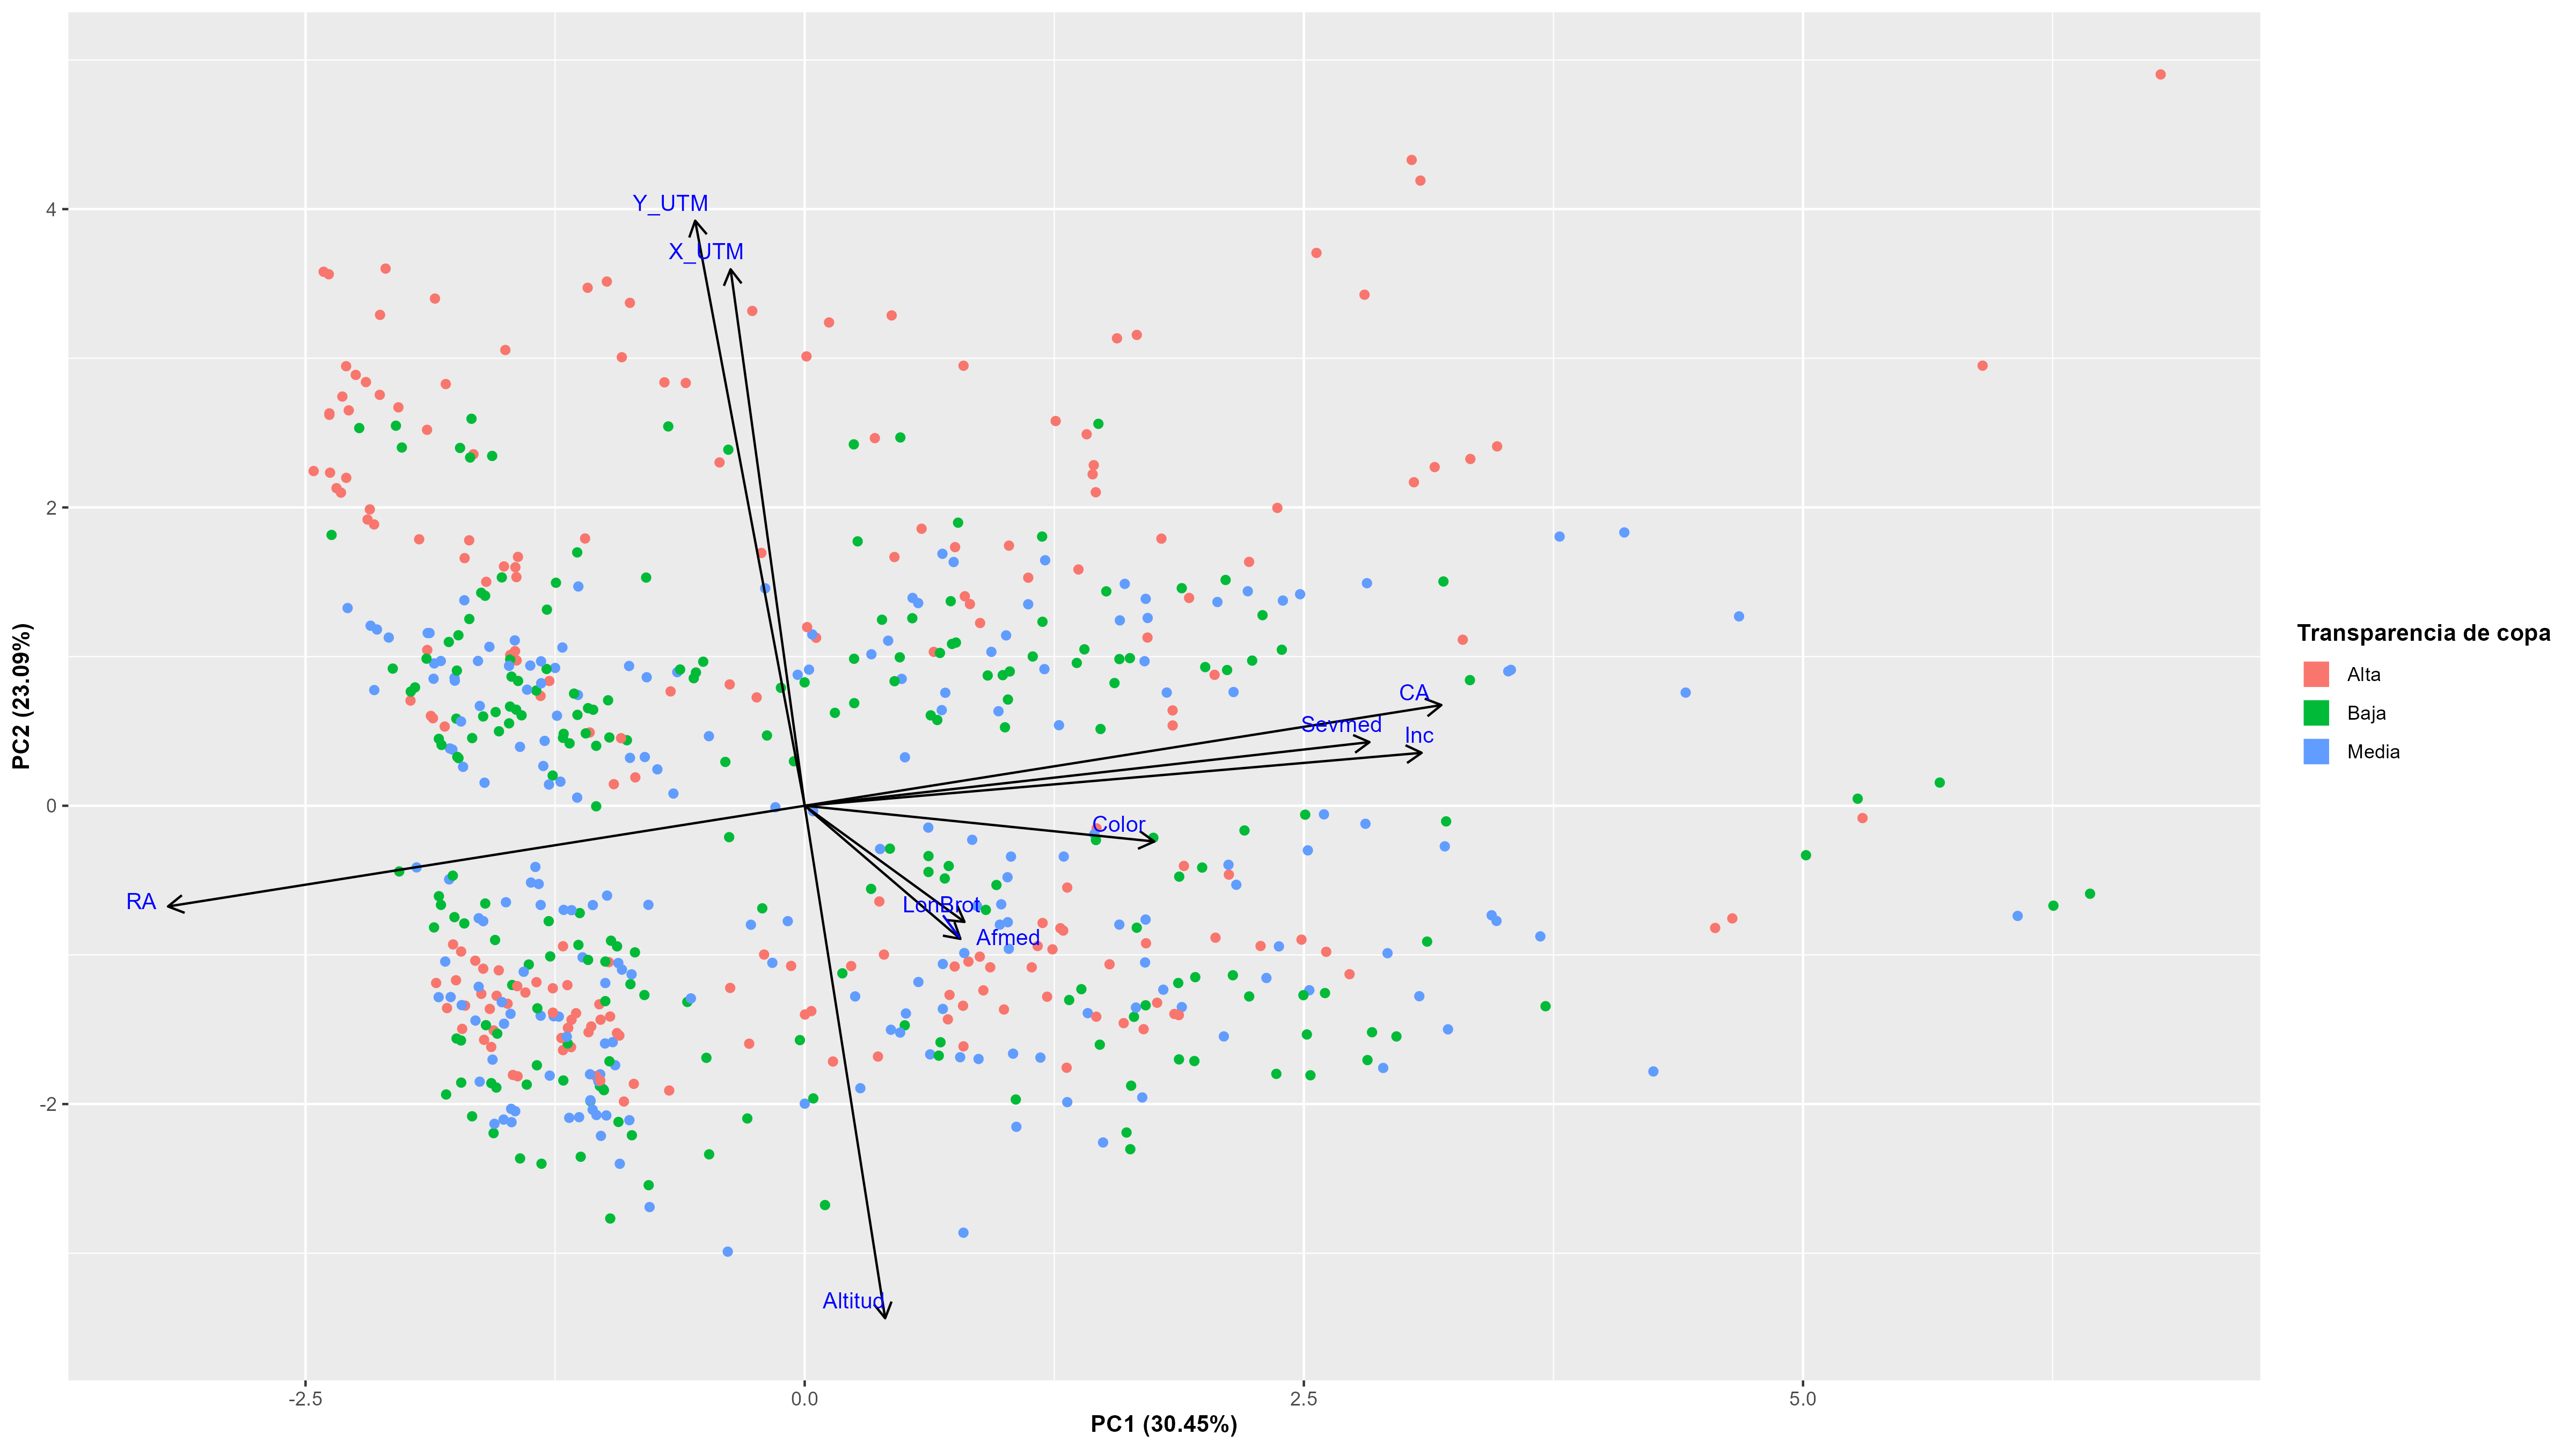 Y_UTM
X_UTM
CA
Sevmed
Inc
Color
RA
LonBrot
Afmed
Altitud
4
2
0
-2
-2.5
0.0
2.5
5.0
PC1 (30.45%)
PC2 (23.09%)
Transparencia de copa
Alta
Baja
Media